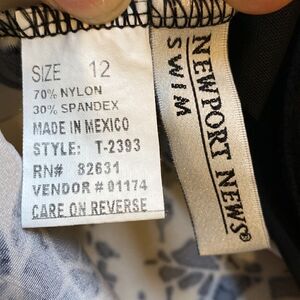 SIZE 12
70% NYLON
30% SPANDEX
MADE IN MEXICO
STYLE: T-2393
RN# 82631
VENDOR # 01174
CARE ON REVERSE
NEWPORT NEWS®
SWIM